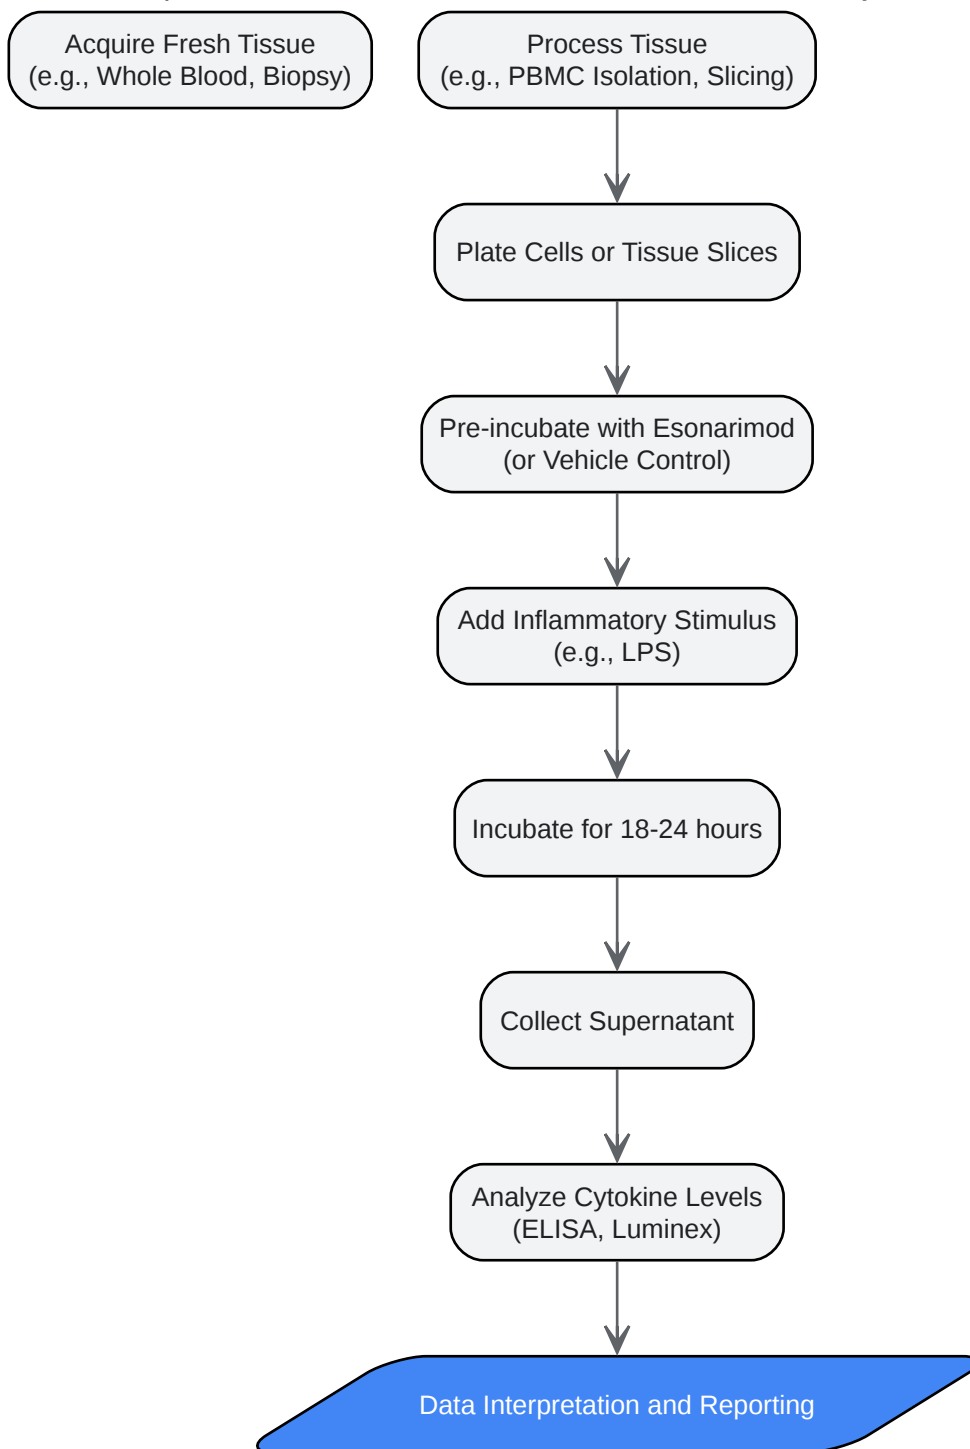 Acquire Fresh Tissue
(e.g., Whole Blood, Biopsy)
Process Tissue
(e.g., PBMC Isolation, Slicing)
Plate Cells or Tissue Slices
Pre-incubate with Esonarimod
(or Vehicle Control)
Add Inflammatory Stimulus
(e.g., LPS)
Incubate for 18-24 hours
Collect Supernatant
Analyze Cytokine Levels
(ELISA, Luminex)
Data Interpretation and Reporting